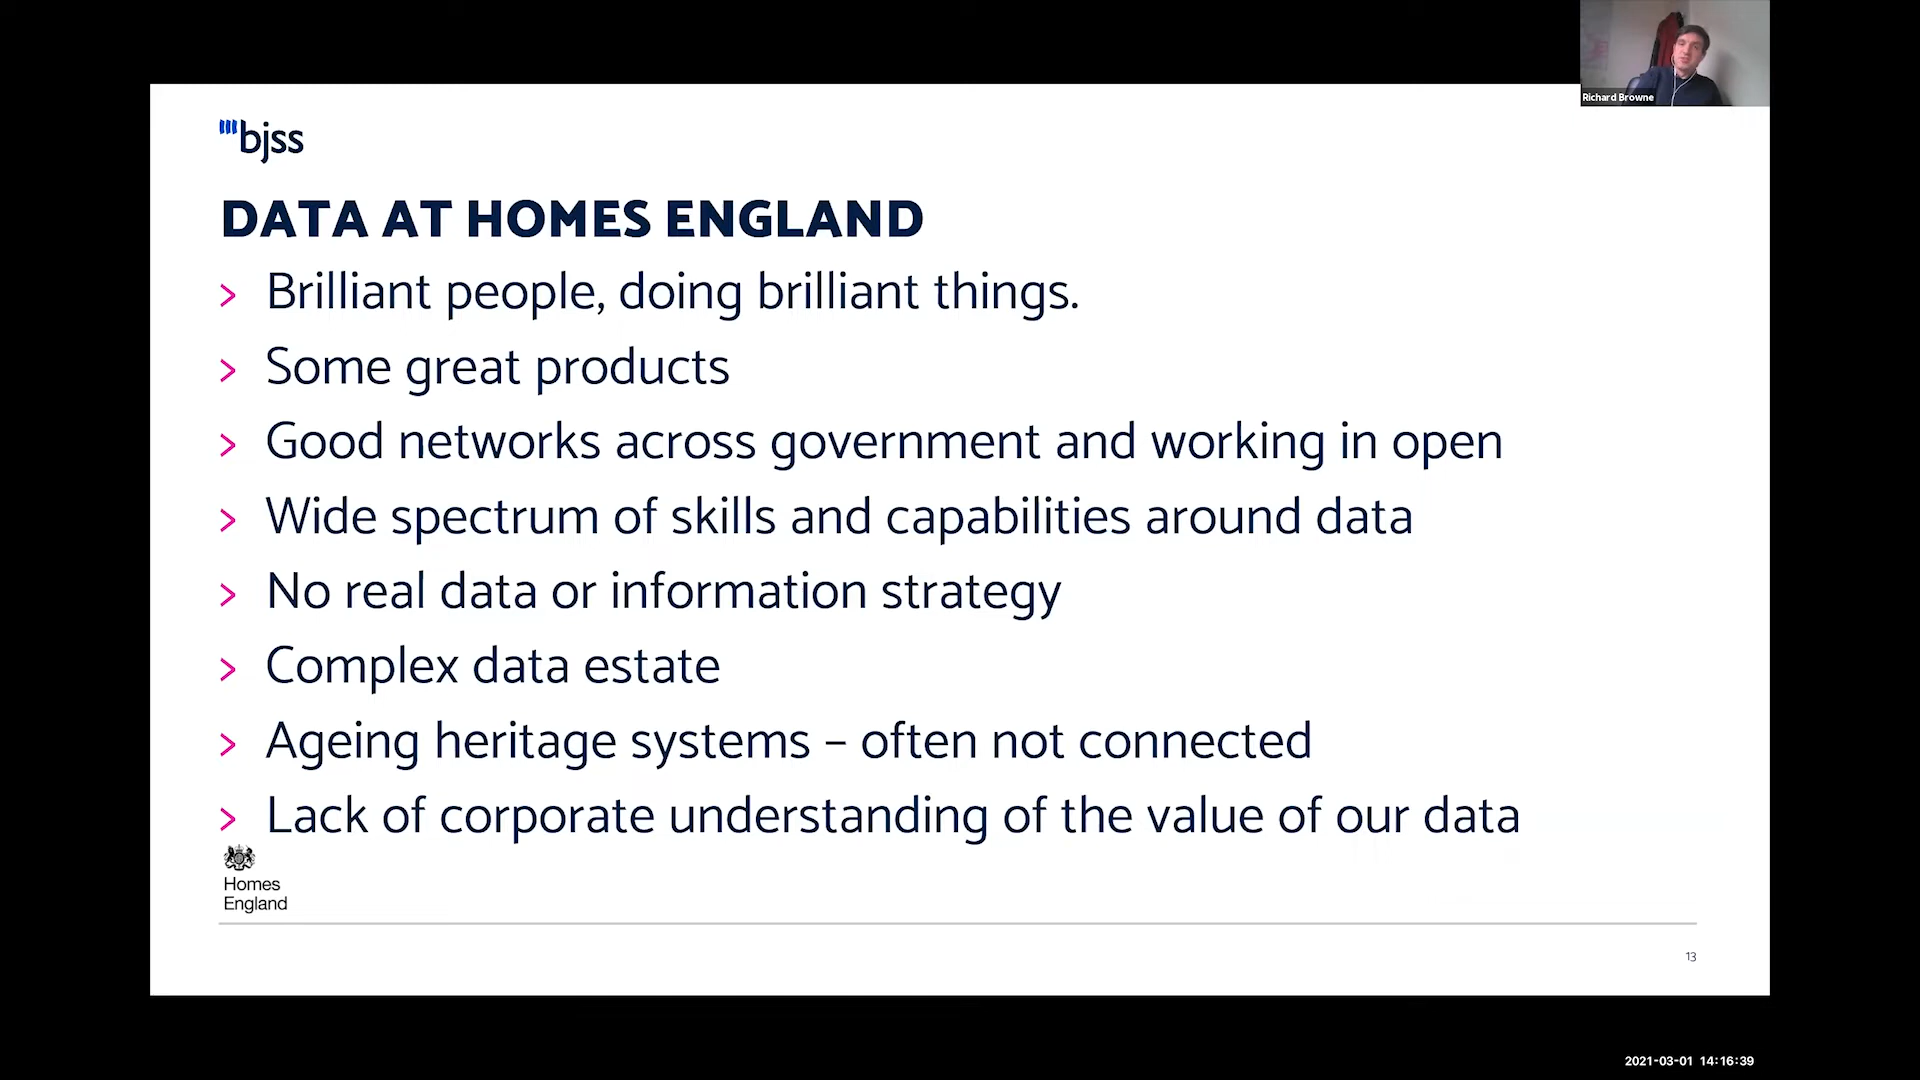 Richard Browne
bjss
DATA AT HOMES ENGLAND
> Brilliant people, doing brilliant things.
> Some great products
> Good networks across government and working in open
> Wide spectrum of skills and capabilities around data
> No real data or information strategy
> Complex data estate
> Ageing heritage systems – often not connected
> Lack of corporate understanding of the value of our data
Homes
England
13
2021-03-01 14:16:39